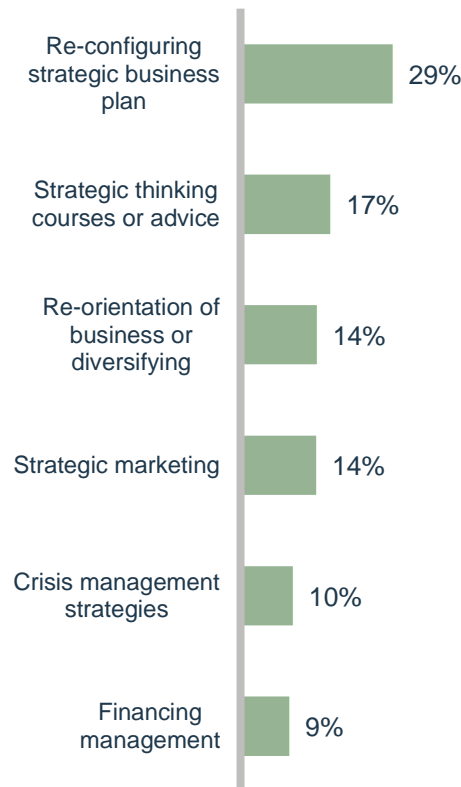 Re-configuring
strategic business
plan
29%
Strategic thinking
courses or advice
17%
Re-orientation of
business or
diversifying
14%
Strategic marketing
14%
Crisis management
strategies
10%
Financing
management
9%